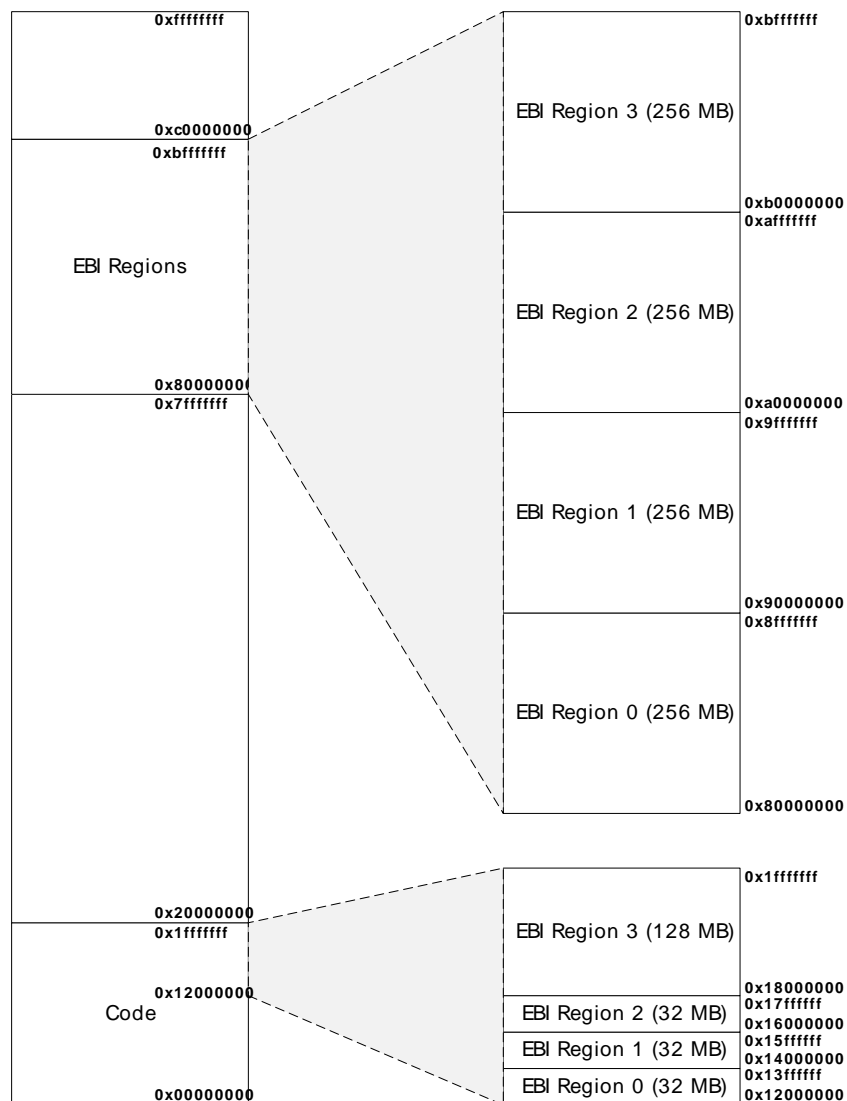 0xffffffff
0xc0000000
0xbfffffff
EBI Regions
0x80000000
0x7fffffff
0x20000000
0x1fffffff
0x12000000
Code
0x00000000
0xbfffffff
EBI Region 3 (256 MB)
0xb0000000
0xafffffff
EBI Region 2 (256 MB)
0xa0000000
0x9fffffff
EBI Region 1 (256 MB)
0x90000000
0x8fffffff
EBI Region 0 (256 MB)
0x80000000
0x1fffffff
EBI Region 3 (128 MB)
0x18000000
0x17ffffff
EBI Region 2 (32 MB)
0x16000000
0x15ffffff
EBI Region 1 (32 MB)
0x14000000
0x13ffffff
EBI Region 0 (32 MB)
0x12000000